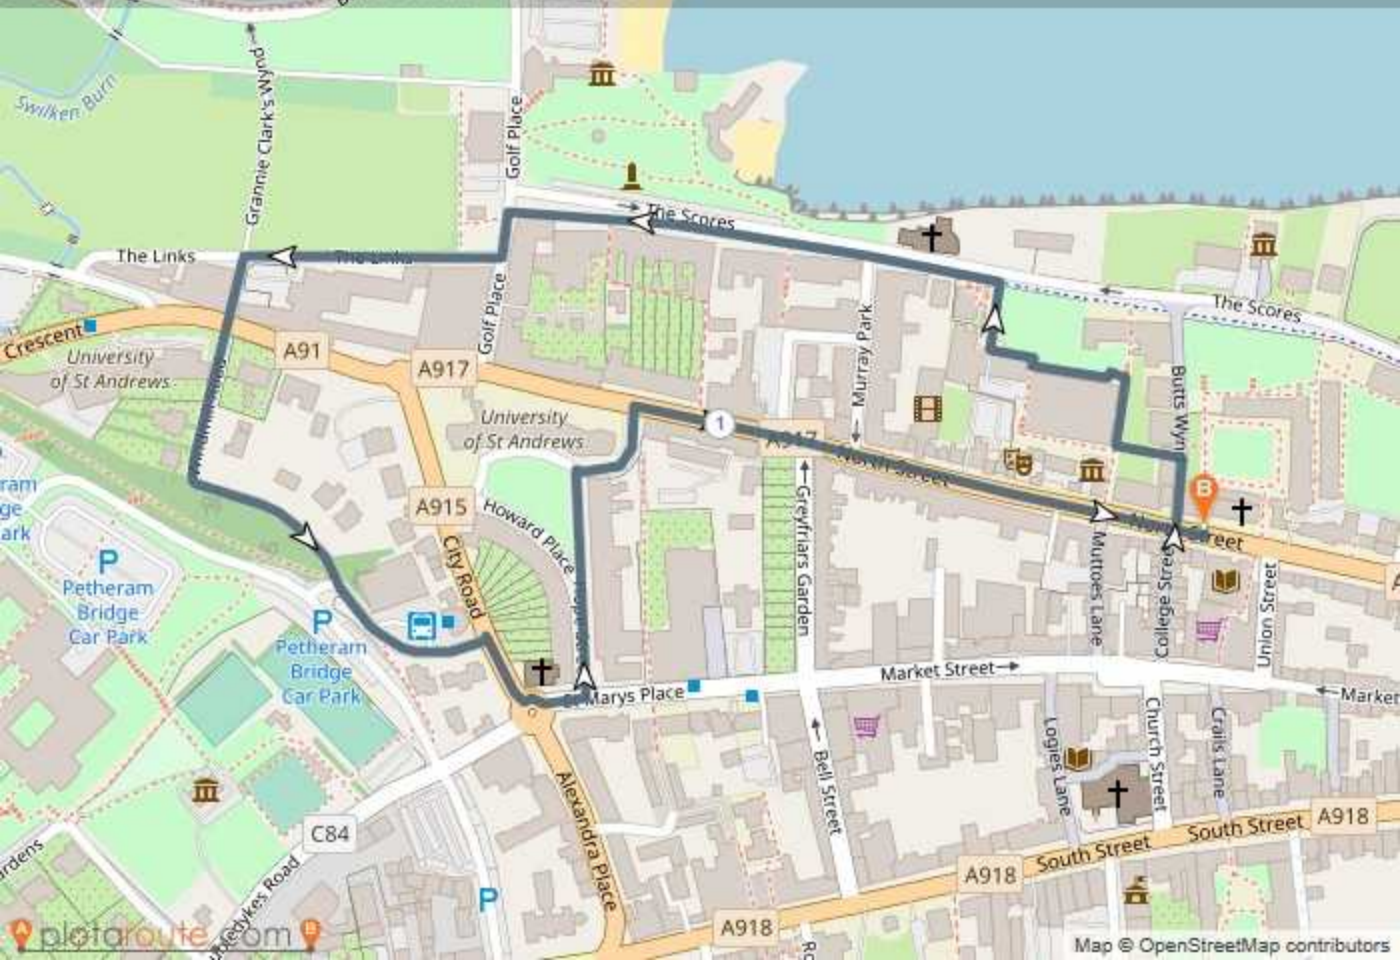 Swilken Burn
Grannie Clark's Wynd
Golf Place
The Scores
The Links
The Links
The Scores
Golf Place
Murray Park
Butts Wynd
Crescent
University
of St Andrews
A91
A917
University
of St Andrews
1
A917
North Street
B
North Street
A915
Howard Place
City Road
Greyfriars Garden
Muttoes Lane
College Street
Union Street
P
Petheram
Bridge
Car Park
P
Petheram
Bridge
Car Park
St Marys Place
Market Street
Market
Bell Street
Logies Lane
Church Street
Crails Lane
Alexandra Place
C84
P
South Street
South Street
A918
A918
A918
A plotaroute.com B
Map © OpenStreetMap contributors